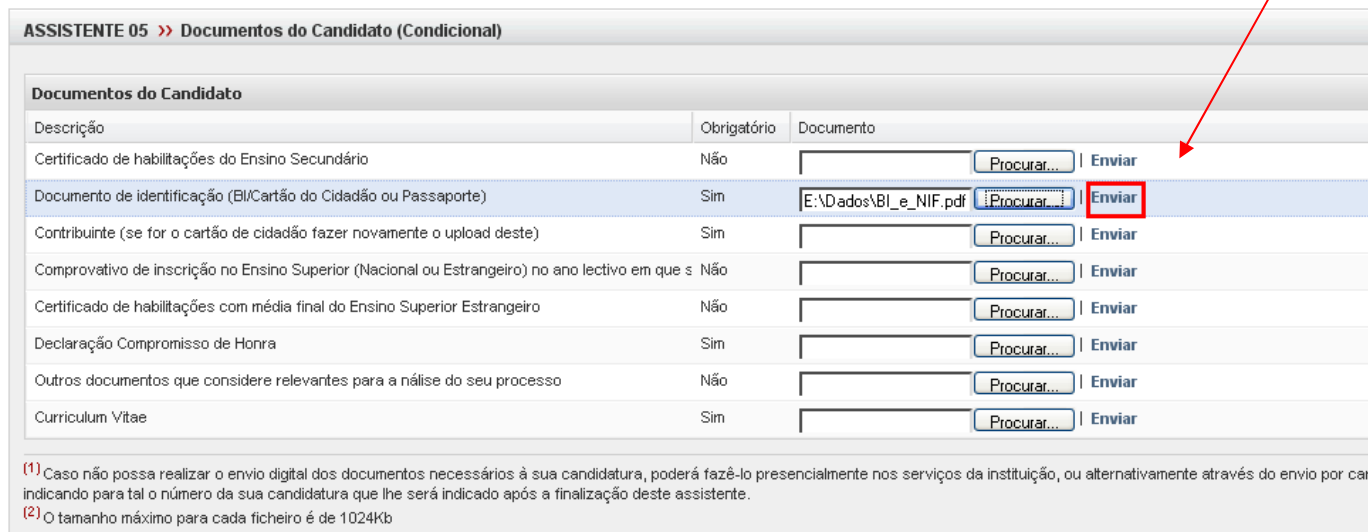 ASSISTENTE 05 >> Documentos do Candidato (Condicional)
Documentos do Candidato
Descrição Obrigatório Documento
Certificado de habilitações do Ensino Secundário Não Procurar... | Enviar
Documento de identificação (BI/Cartão do Cidadão ou Passaporte) Sim E:\Dados\BI_e_NIF.pdf Procurar... | Enviar
Contribuinte (se for o cartão de cidadão fazer novamente o upload deste) Sim Procurar... | Enviar
Comprovativo de inscrição no Ensino Superior (Nacional ou Estrangeiro) no ano lectivo em que s Não Procurar... | Enviar
Certificado de habilitações com média final do Ensino Superior Estrangeiro Não Procurar... | Enviar
Declaração Compromisso de Honra Sim Procurar... | Enviar
Outros documentos que considere relevantes para a nálise do seu processo Não Procurar... | Enviar
Curriculum Vitae Sim Procurar... | Enviar
(1) Caso não possa realizar o envio digital dos documentos necessários à sua candidatura, poderá fazê-lo presencialmente nos serviços da instituição, ou alternativamente através do envio por car
indicando para tal o número da sua candidatura que lhe será indicado após a finalização deste assistente.
(2) O tamanho máximo para cada ficheiro é de 1024Kb